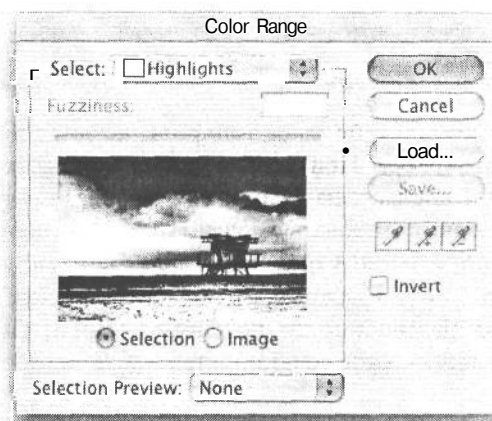 Color Range
Select: Highlights
Fuzziness:
OK
Cancel
Load...
Save...
Invert
Selection Image
Selection Preview: None